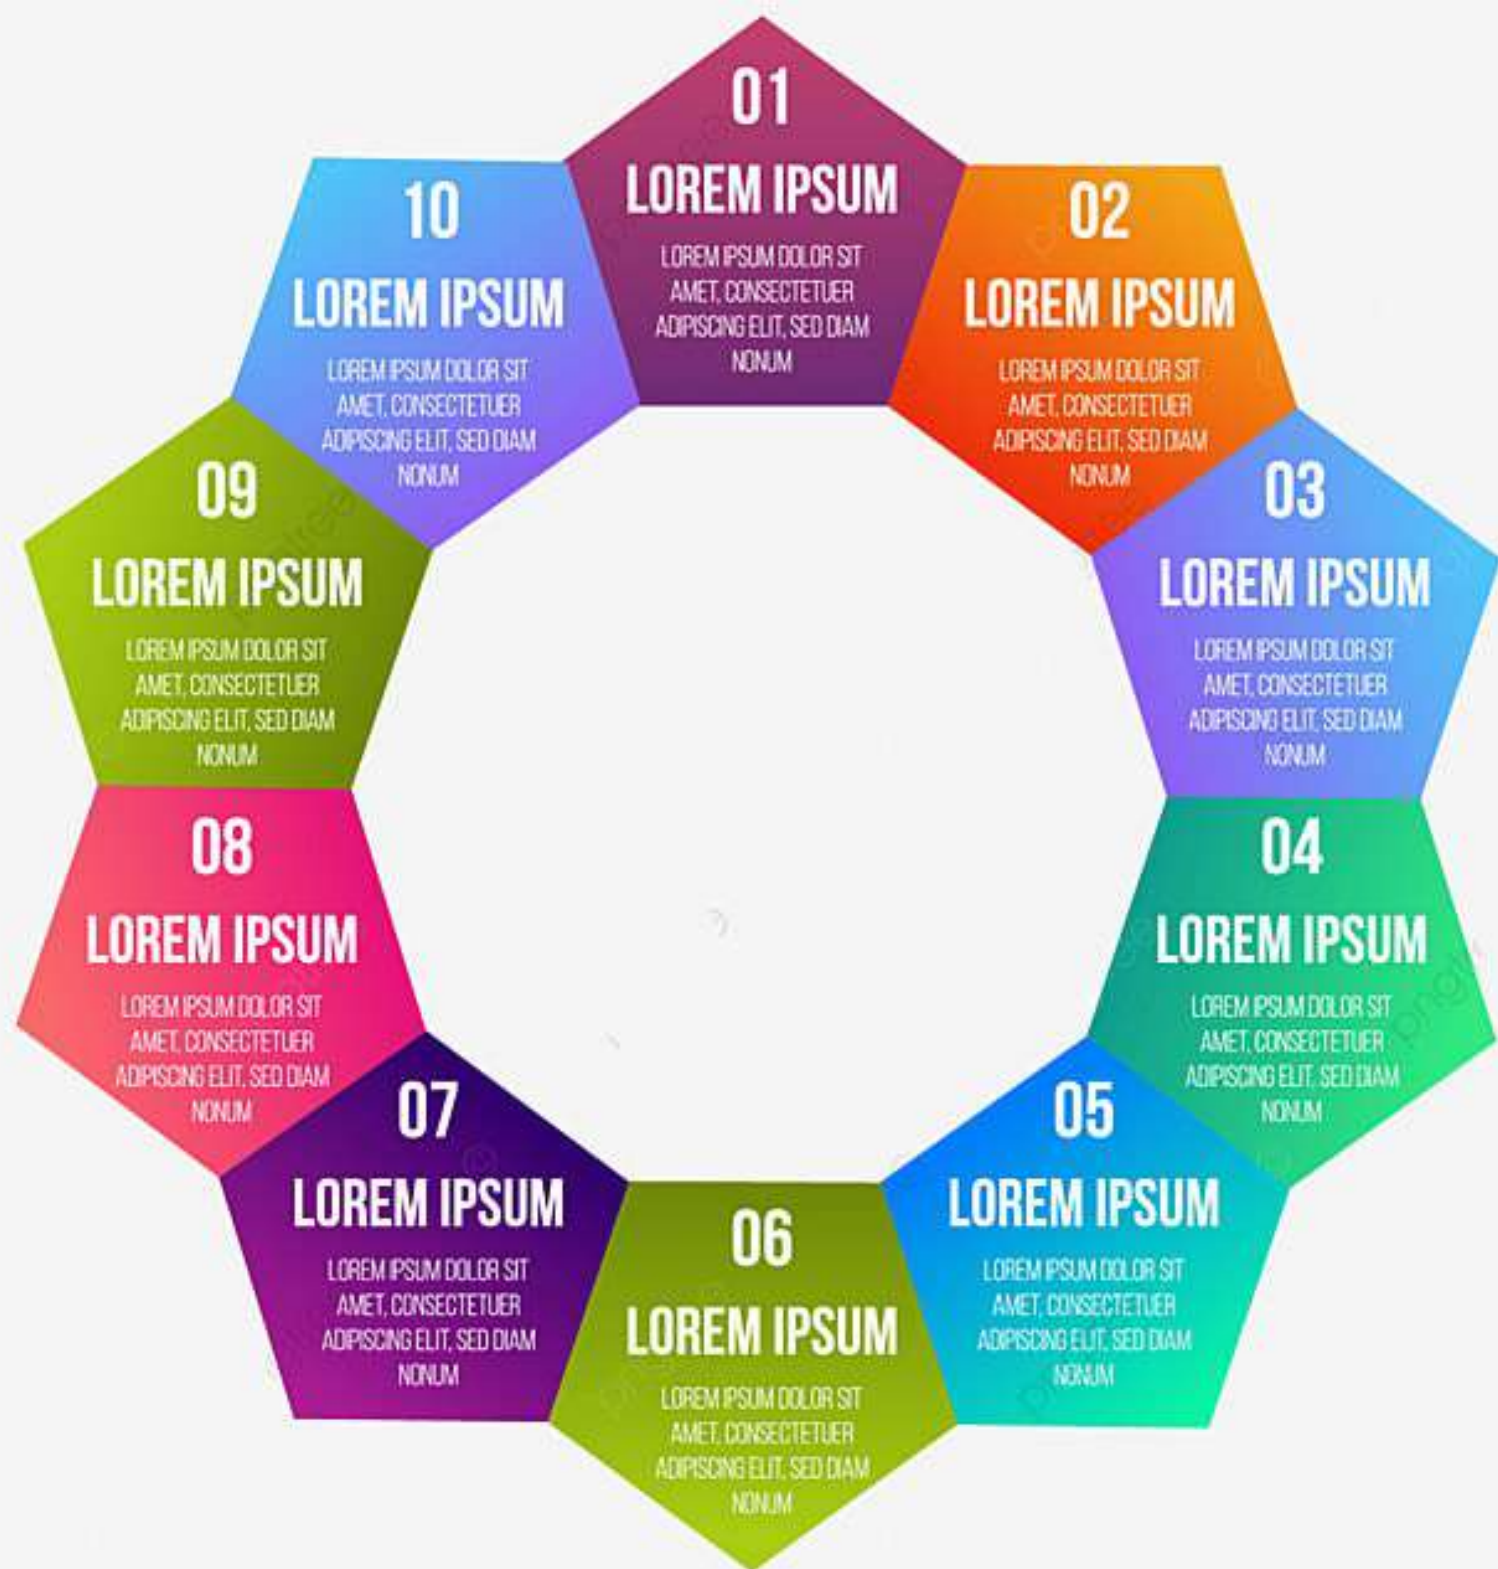 01
LOREM IPSUM
LOREM IPSUM DOLOR SIT
AMET, CONSECTETUER
ADIPISCING ELIT, SED DIAM
NONUM
02
LOREM IPSUM
LOREM IPSUM DOLOR SIT
AMET, CONSECTETUER
ADIPISCING ELIT, SED DIAM
NONUM
03
LOREM IPSUM
LOREM IPSUM DOLOR SIT
AMET, CONSECTETUER
ADIPISCING ELIT, SED DIAM
NONUM
04
LOREM IPSUM
LOREM IPSUM DOLOR SIT
AMET, CONSECTETUER
ADIPISCING ELIT, SED DIAM
NONUM
05
LOREM IPSUM
LOREM IPSUM DOLOR SIT
AMET, CONSECTETUER
ADIPISCING ELIT, SED DIAM
NONUM
06
LOREM IPSUM
LOREM IPSUM DOLOR SIT
AMET, CONSECTETUER
ADIPISCING ELIT, SED DIAM
NONUM
07
LOREM IPSUM
LOREM IPSUM DOLOR SIT
AMET, CONSECTETUER
ADIPISCING ELIT, SED DIAM
NONUM
08
LOREM IPSUM
LOREM IPSUM DOLOR SIT
AMET, CONSECTETUER
ADIPISCING ELIT, SED DIAM
NONUM
09
LOREM IPSUM
LOREM IPSUM DOLOR SIT
AMET, CONSECTETUER
ADIPISCING ELIT, SED DIAM
NONUM
10
LOREM IPSUM
LOREM IPSUM DOLOR SIT
AMET, CONSECTETUER
ADIPISCING ELIT, SED DIAM
NONUM